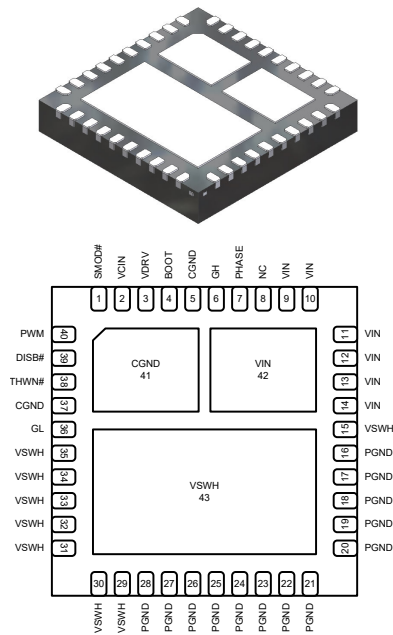 SMOD#
VCIN
VDRV
BOOT
CGND
GH
PHASE
NC
VIN
VIN
1
2
3
4
5
6
7
8
9
10
PWM
40
DISB#
39
THWN#
38
CGND
37
GL
36
VSWH
35
VSWH
34
VSWH
33
VSWH
32
VSWH
31
CGND
41
VIN
42
VSWH
43
11
VIN
12
VIN
13
VIN
14
VIN
15
VSWH
16
PGND
17
PGND
18
PGND
19
PGND
20
PGND
30
29
28
27
26
25
24
23
22
21
VSWH
VSWH
PGND
PGND
PGND
PGND
PGND
PGND
PGND
PGND